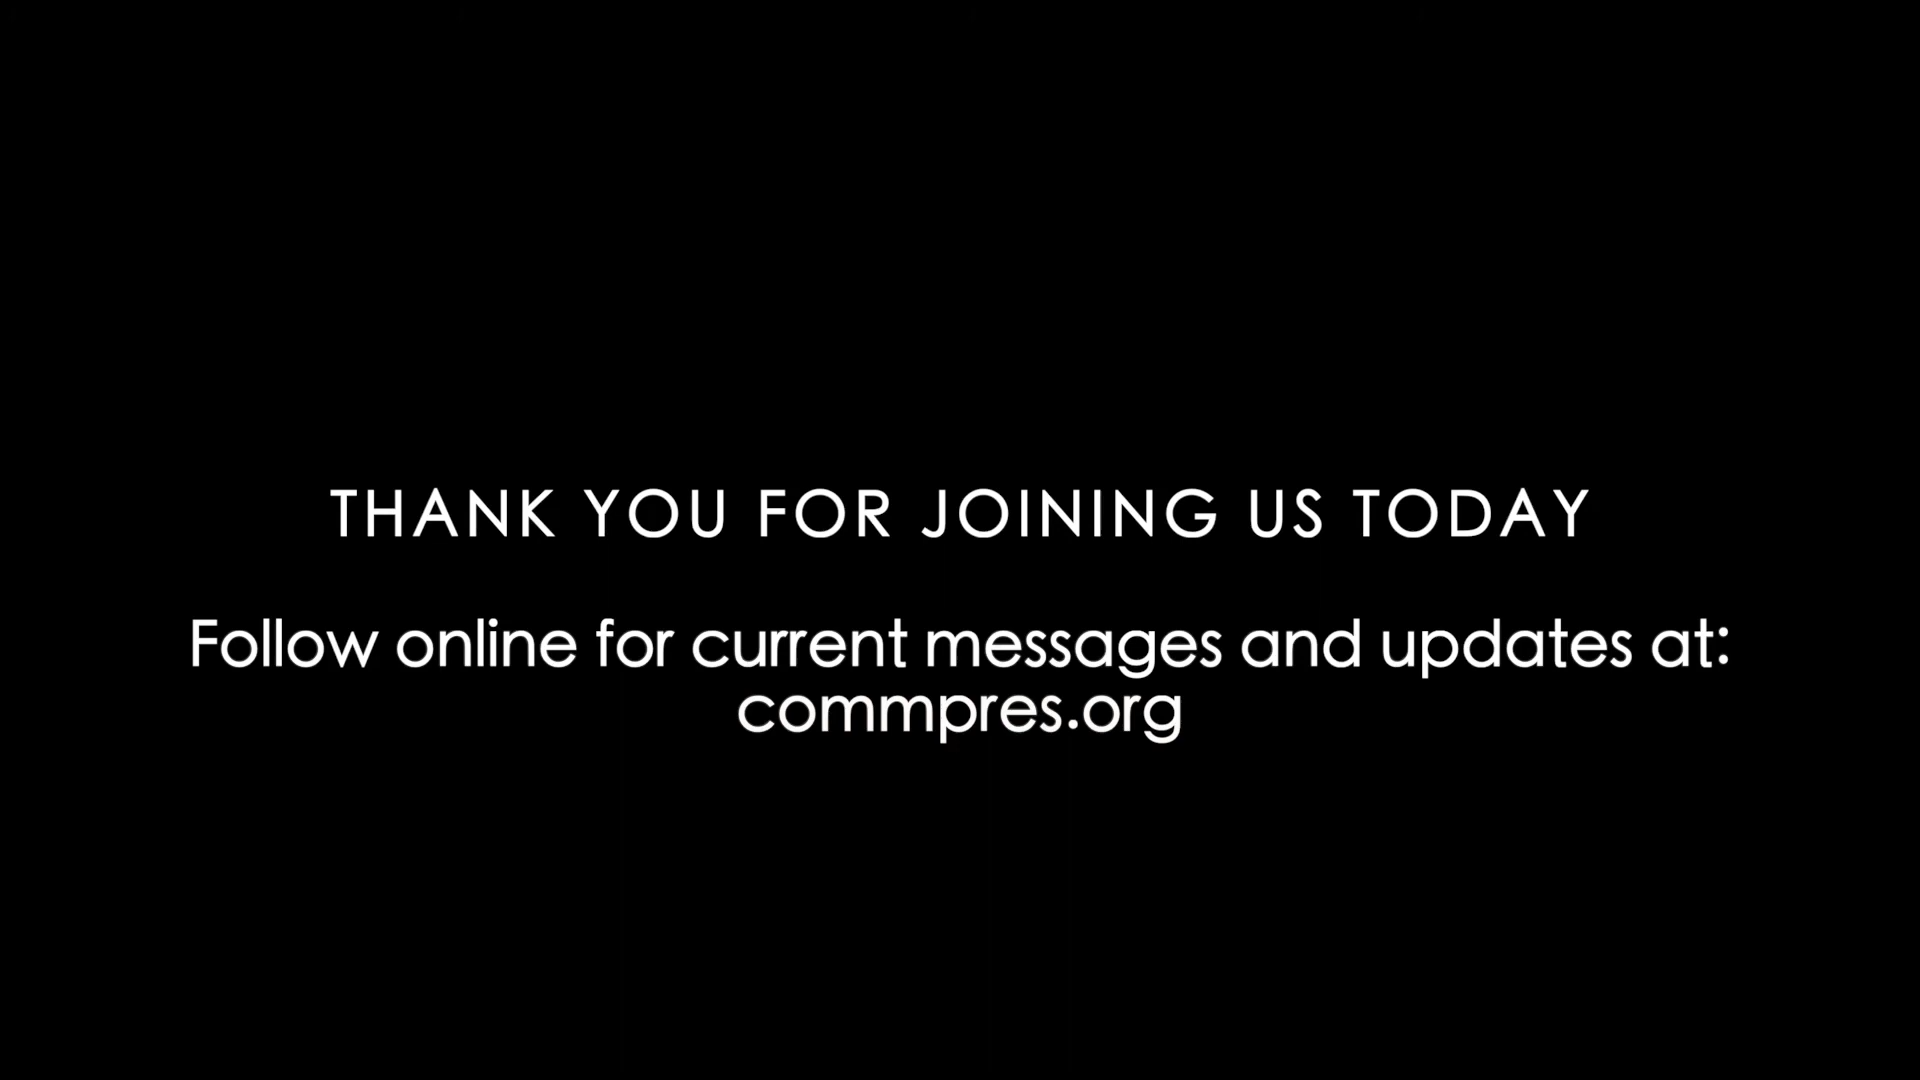 THANK YOU FOR JOINING US TODAY
Follow online for current messages and updates at:
commpres.org